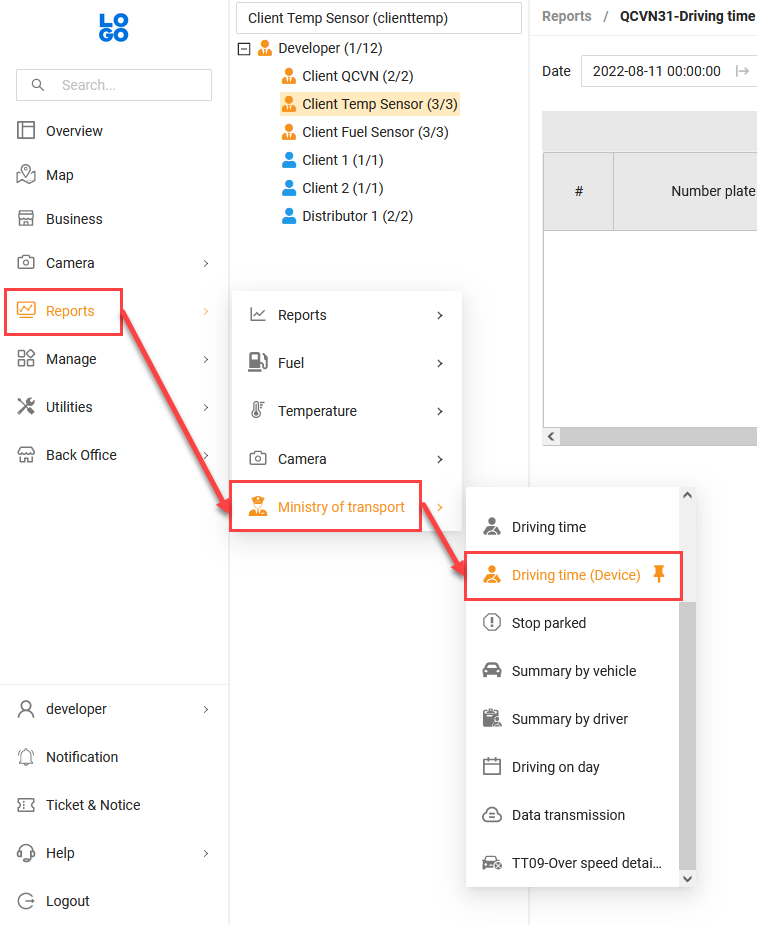 LO
GO
Search...
Overview
Map
Business
Camera
Reports
Manage
Utilities
Back Office
developer
Notification
Ticket & Notice
Help
Logout
Client Temp Sensor (clienttemp)
Developer (1/12)
Client QCVN (2/2)
Client Temp Sensor (3/3)
Client Fuel Sensor (3/3)
Client 1 (1/1)
Client 2 (1/1)
Distributor 1 (2/2)
Reports
Fuel
Temperature
Camera
Ministry of transport
Driving time
Driving time (Device)
Stop parked
Summary by vehicle
Summary by driver
Driving on day
Data transmission
TT09-Over speed detai...
Reports / QCVN31-Driving time
Date 2022-08-11 00:00:00
# Number plate